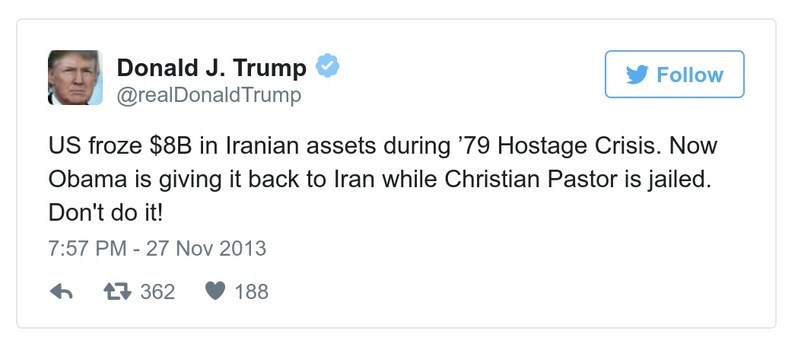 Donald J. Trump
@realDonaldTrump
Follow
US froze $8B in Iranian assets during ’79 Hostage Crisis. Now
Obama is giving it back to Iran while Christian Pastor is jailed.
Don't do it!
7:57 PM - 27 Nov 2013
362 188